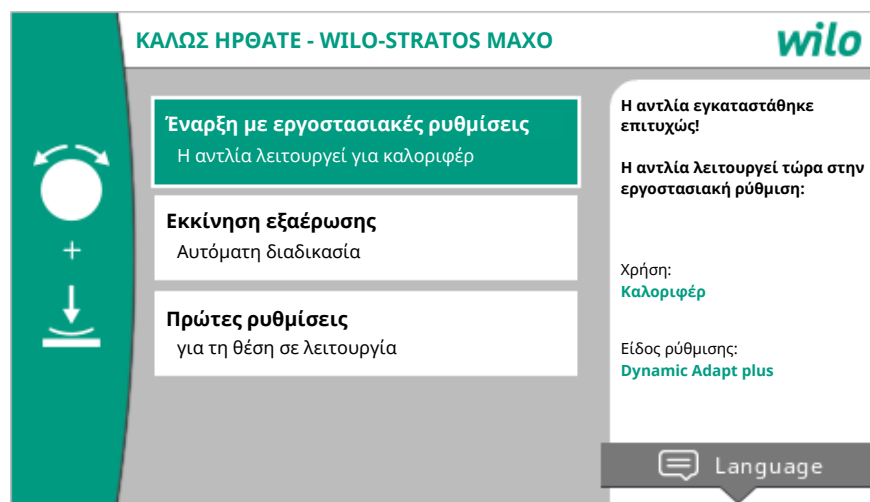 ΚΑΛΩΣ ΗΡΘΑΤΕ - WILO-STRATOS MAXO
wilo
Έναρξη με εργοστασιακές ρυθμίσεις
Η αντλία λειτουργεί για καλοριφέρ
Εκκίνηση εξαέρωσης
Αυτόματη διαδικασία
Πρώτες ρυθμίσεις
για τη θέση σε λειτουργία
+
Η αντλία εγκαταστάθηκε
επιτυχώς!
Η αντλία λειτουργεί τώρα στην
εργοστασιακή ρύθμιση:
Χρήση:
Καλοριφέρ
Είδος ρύθμισης:
Dynamic Adapt plus
Language